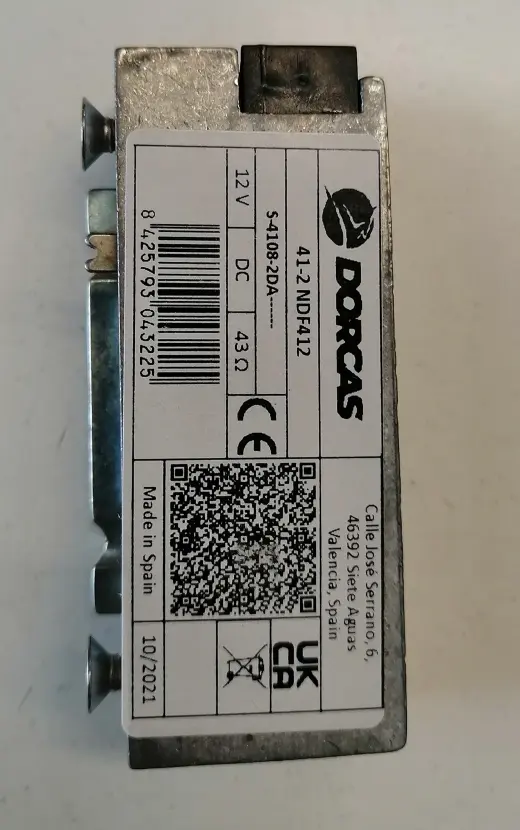 DORCAS
41-2 NDF412
S-4108-2DA------
12 V DC 43 Ω
CE
8 425793 043225
Calle José Serrano, 6,
46392 Siete Aguas
Valencia, Spain
UK
CA
Made in Spain
10/2021